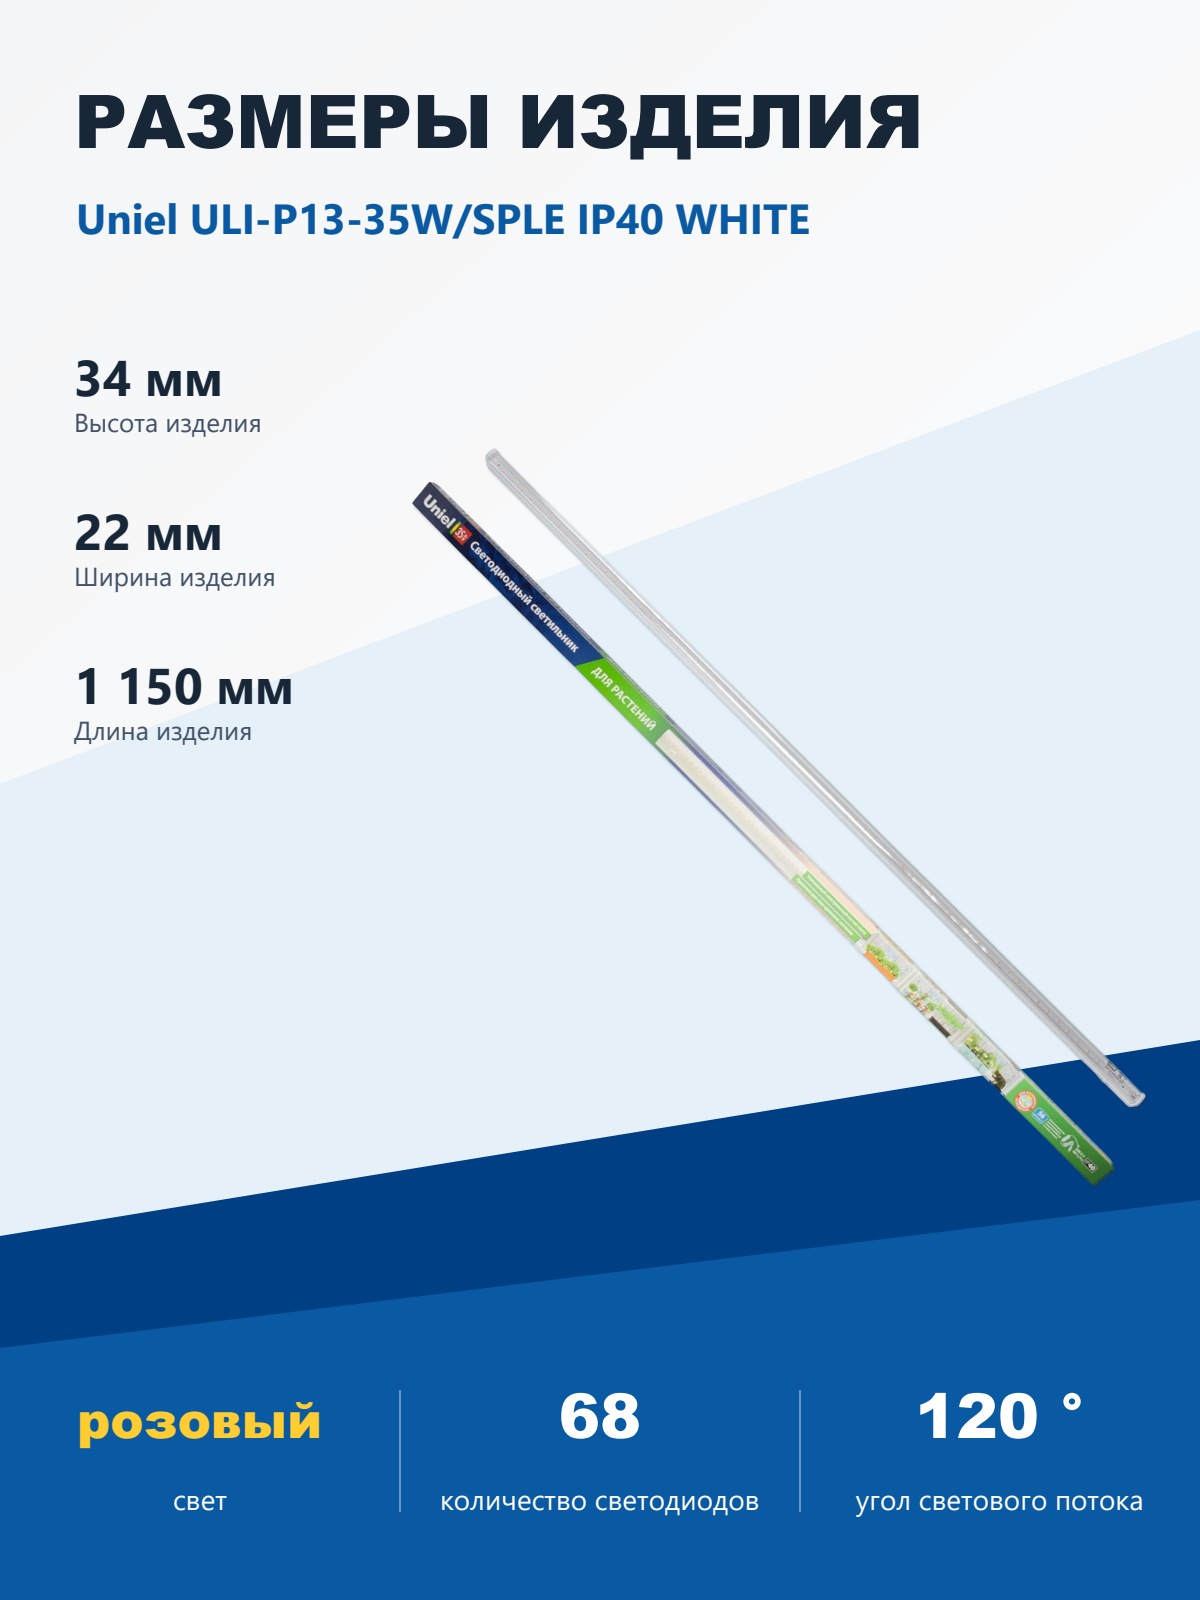 РАЗМЕРЫ ИЗДЕЛИЯ
Uniel ULI-P13-35W/SPLE IP40 WHITE
34 мм
Высота изделия
22 мм
Ширина изделия
1 150 мм
Длина изделия
Uniel
Светодиодный светильник
ДЛЯ РАСТЕНИЙ
розовый
свет
68
количество светодиодов
120 °
угол светового потока